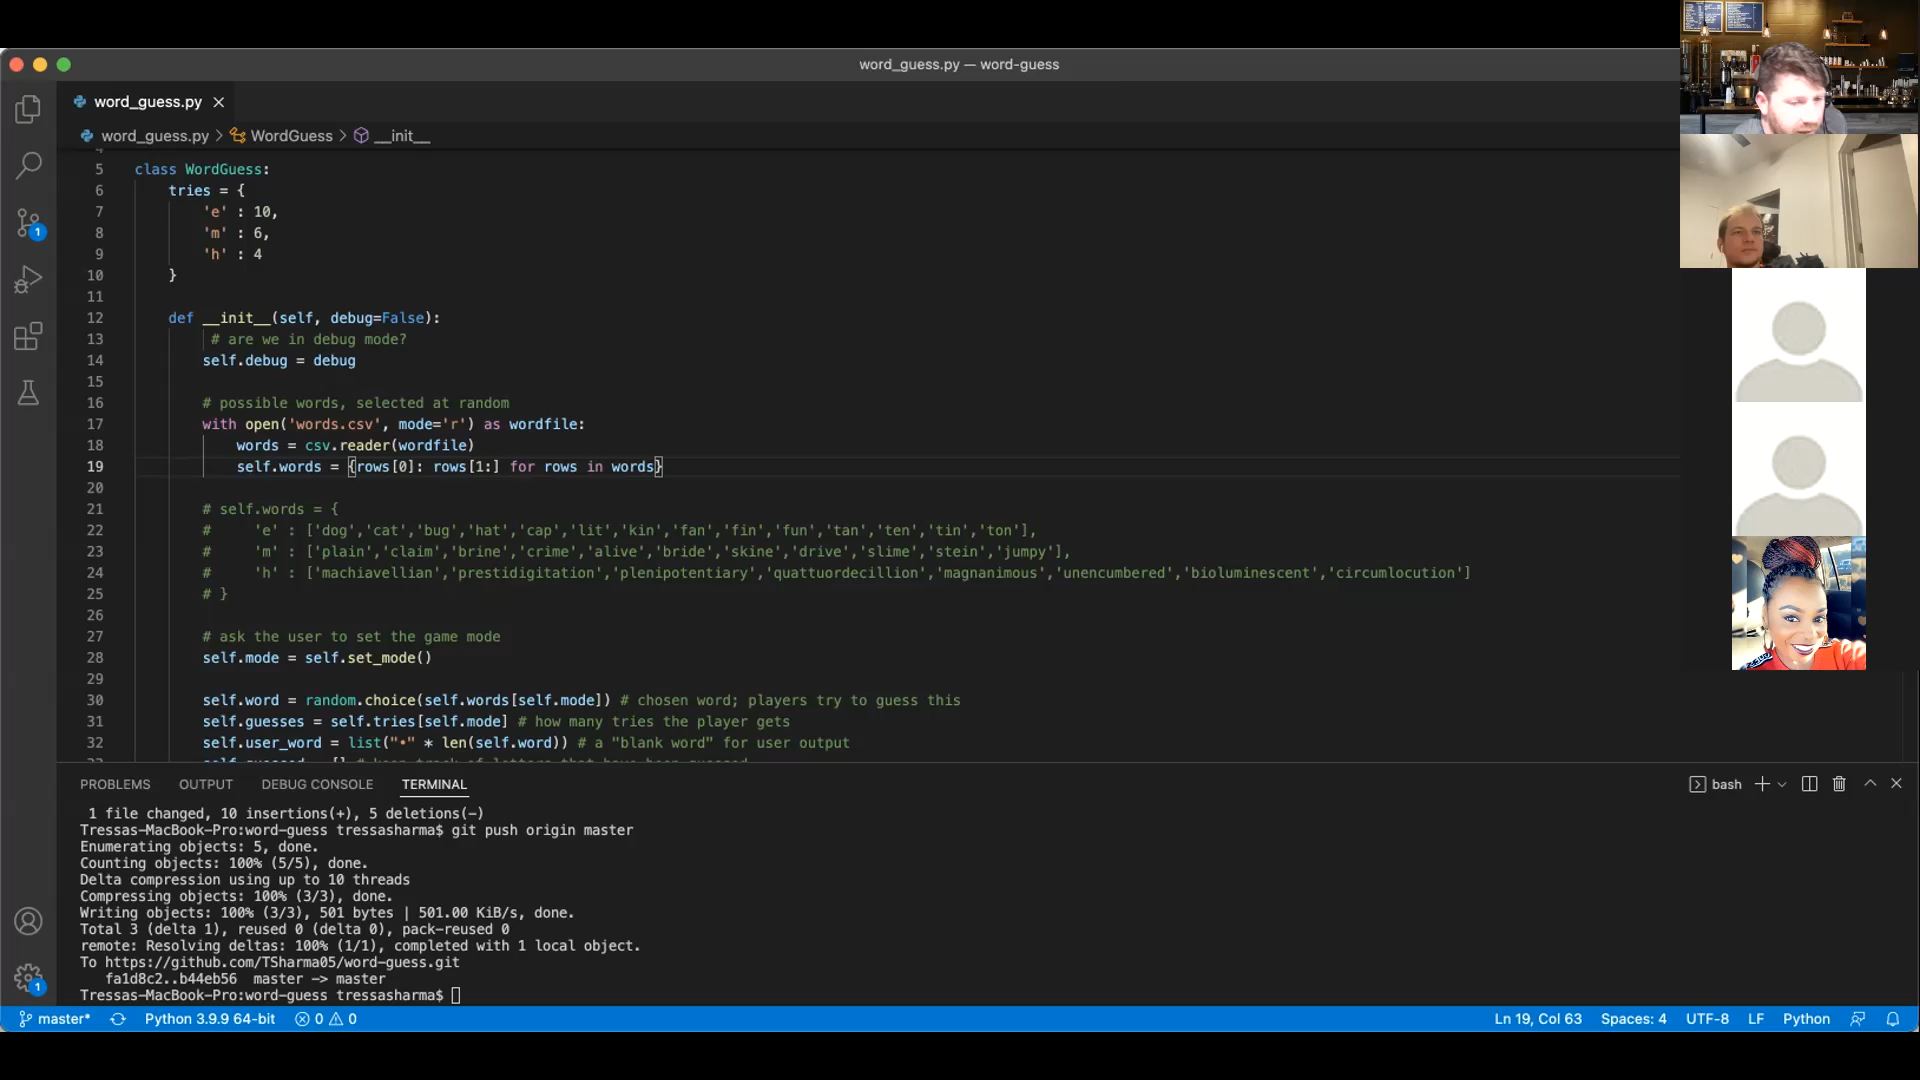 word_guess.py — word-guess
word_guess.py
word_guess.py > WordGuess > __init__
5 class WordGuess:
6 tries = {
7 'e' : 10,
8 'm' : 6,
9 'h' : 4
10 }
11
12 def __init__(self, debug=False):
13 # are we in debug mode?
14 self.debug = debug
15
16 # possible words, selected at random
17 with open('words.csv', mode='r') as wordfile:
18 words = csv.reader(wordfile)
19 self.words = {rows[0]: rows[1:] for rows in words}
20
21 # self.words = {
22 # 'e' : ['dog','cat','bug','hat','cap','lit','kin','fan','fin','fun','tan','ten','tin','ton'],
23 # 'm' : ['plain','claim','brine','crime','alive','bride','skine','drive','slime','stein','jumpy'],
24 # 'h' : ['machiavellian','prestidigitation','plenipotentiary','quattuordecillion','magnanimous','unencumbered','bioluminescent','circumlocution']
25 # }
26
27 # ask the user to set the game mode
28 self.mode = self.set_mode()
29
30 self.word = random.choice(self.words[self.mode]) # chosen word; players try to guess this
31 self.guesses = self.tries[self.mode] # how many tries the player gets
32 self.user_word = list("•" * len(self.word)) # a "blank word" for user output
PROBLEMS OUTPUT DEBUG CONSOLE TERMINAL bash
1 file changed, 10 insertions(+), 5 deletions(-)
Tressas-MacBook-Pro:word-guess tressasharma$ git push origin master
Enumerating objects: 5, done.
Counting objects: 100% (5/5), done.
Delta compression using up to 10 threads
Compressing objects: 100% (3/3), done.
Writing objects: 100% (3/3), 501 bytes | 501.00 KiB/s, done.
Total 3 (delta 1), reused 0 (delta 0), pack-reused 0
remote: Resolving deltas: 100% (1/1), completed with 1 local object.
To https://github.com/TSharma05/word-guess.git
fa1d8c2..b44eb56 master -> master
Tressas-MacBook-Pro:word-guess tressasharma$
master* Python 3.9.9 64-bit 0 0 Ln 19, Col 63 Spaces: 4 UTF-8 LF Python